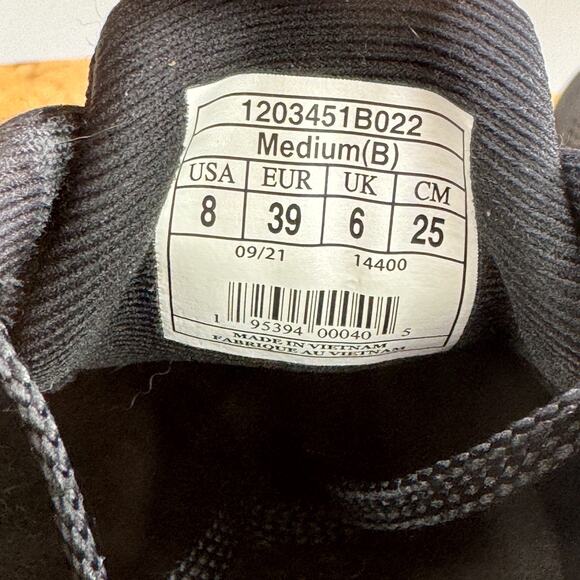 1203451B022
Medium(B)
USA EUR UK CM
8 39 6 25
09/21 14400
1 95394 00040 5
MADE IN VIETNAM
FABRIQUE AU VIETNAM